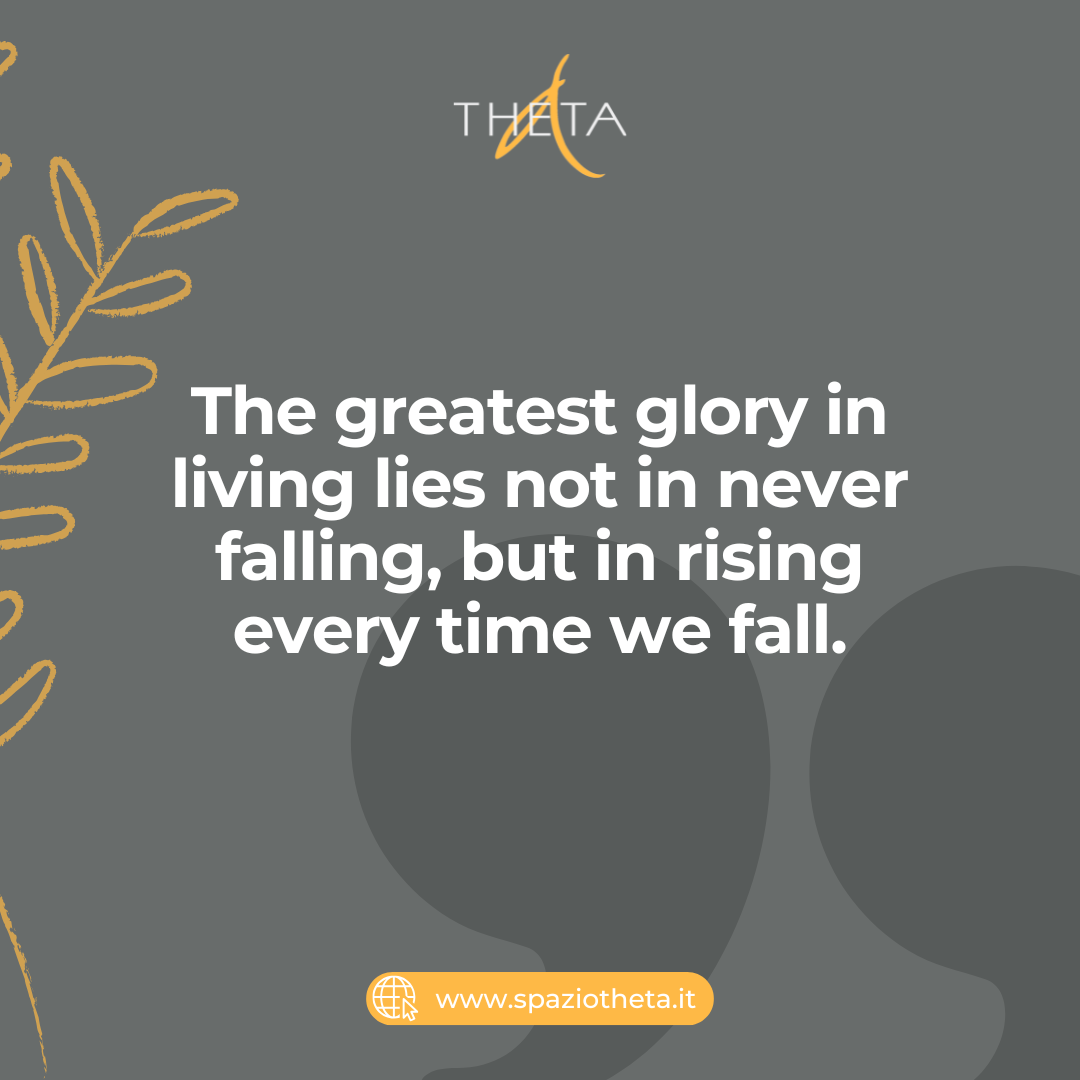 THETA
The greatest glory in
living lies not in never
falling, but in rising
every time we fall.
www.spaziotheta.it